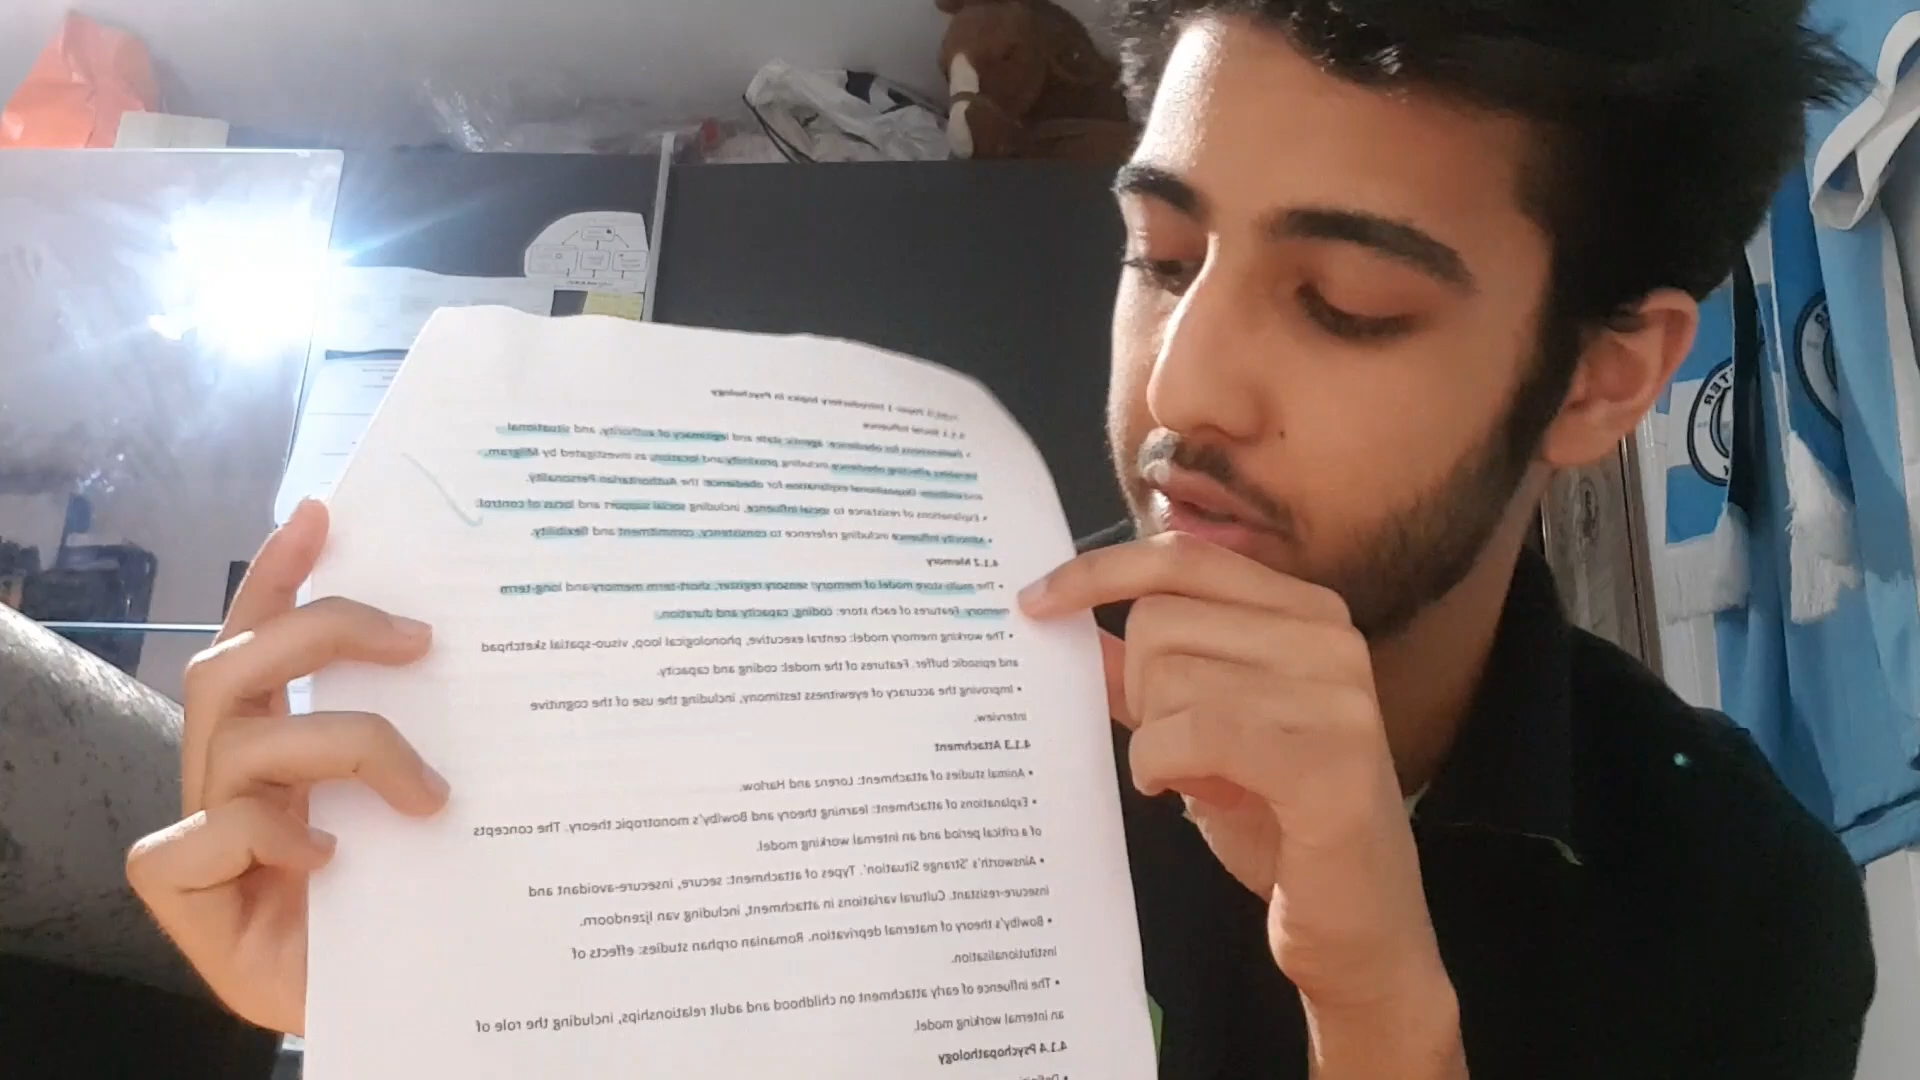 4.1.1 Social Influence
• Explanations for obedience: agentic state and legitimacy of authority, and situational
variables affecting obedience including proximity and location, as investigated by Milgram,
and uniform. Dispositional explanation for obedience: the Authoritarian Personality.
• Explanations of resistance to social influence, including social support and locus of control.
• Minority influence including reference to consistency, commitment and flexibility.
4.1.2 Memory
• The multi-store model of memory: sensory register, short-term memory and long-term
memory. Features of each store: coding, capacity and duration.
• The working memory model: central executive, phonological loop, visuo-spatial sketchpad
and episodic buffer. Features of the model: coding and capacity.
• Improving the accuracy of eyewitness testimony, including the use of the cognitive
interview.
4.1.3 Attachment
• Animal studies of attachment: Lorenz and Harlow.
• Explanations of attachment: learning theory and Bowlby's monotropic theory. The concepts
of a critical period and an internal working model.
• Ainsworth's 'Strange Situation'. Types of attachment: secure, insecure-avoidant and
insecure-resistant. Cultural variations in attachment, including van Ijzendoorn.
• Bowlby's theory of maternal deprivation. Romanian orphan studies: effects of
institutionalisation.
• The influence of early attachment on childhood and adult relationships, including the role of
an internal working model.
4.1.4 Psychopathology